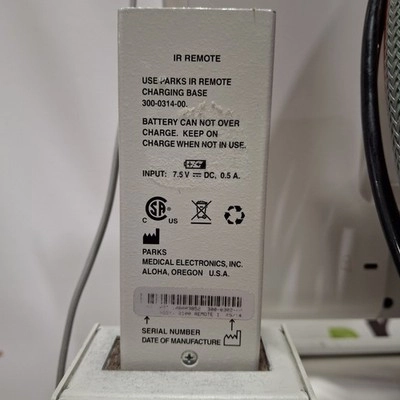 IR REMOTE
USE PARKS IR REMOTE
CHARGING BASE
300-0314-00.
BATTERY CAN NOT OVER
CHARGE. KEEP ON
CHARGE WHEN NOT IN USE.
INPUT: 7.5 V DC, 0.5 A.
CSA
C US
PARKS
MEDICAL ELECTRONICS, INC.
ALOHA, OREGON U.S.A.
REMOTE
SERIAL NUMBER
DATE OF MANUFACTURE